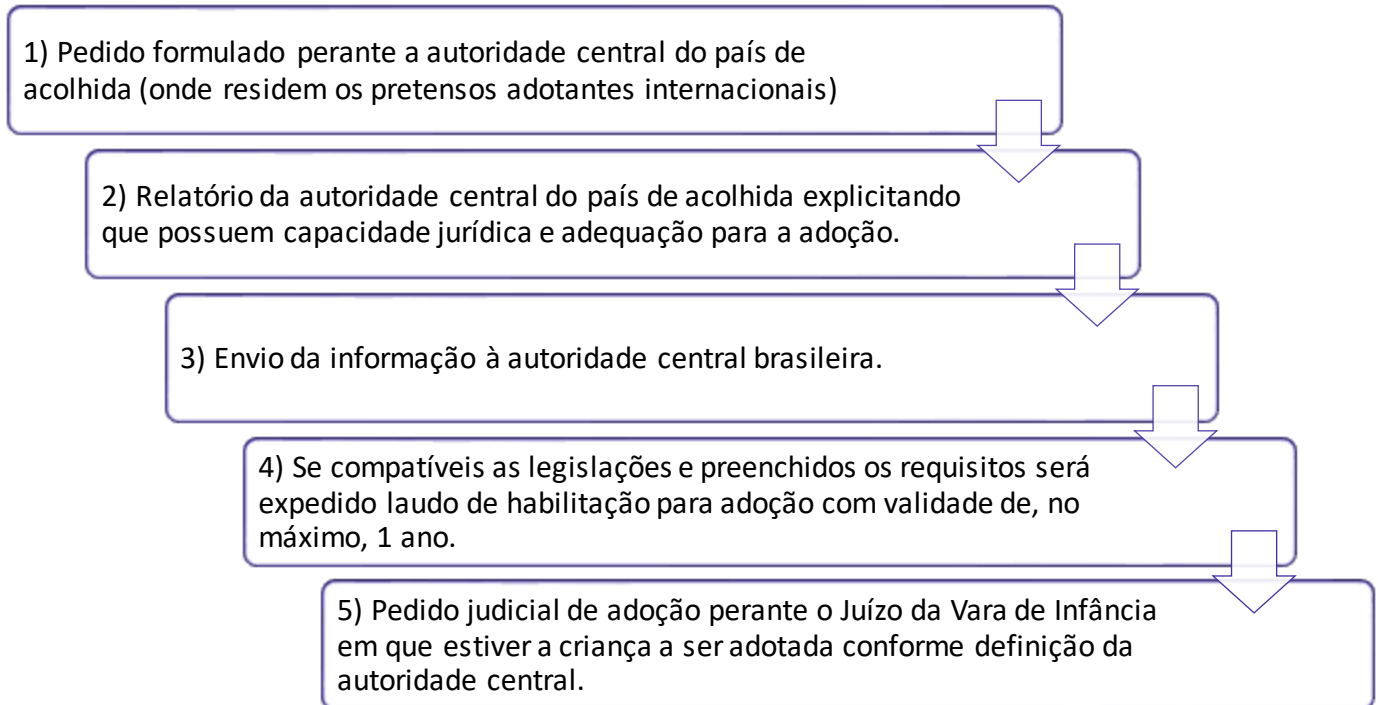 1) Pedido formulado perante a autoridade central do país de
acolhida (onde residem os pretensos adotantes internacionais)
2) Relatório da autoridade central do país de acolhida explicitando
que possuem capacidade jurídica e adequação para a adoção.
3) Envio da informação à autoridade central brasileira.
4) Se compatíveis as legislações e preenchidos os requisitos será
expedido laudo de habilitação para adoção com validade de, no
máximo, 1 ano.
5) Pedido judicial de adoção perante o Juízo da Vara de Infância
em que estiver a criança a ser adotada conforme definição da
autoridade central.